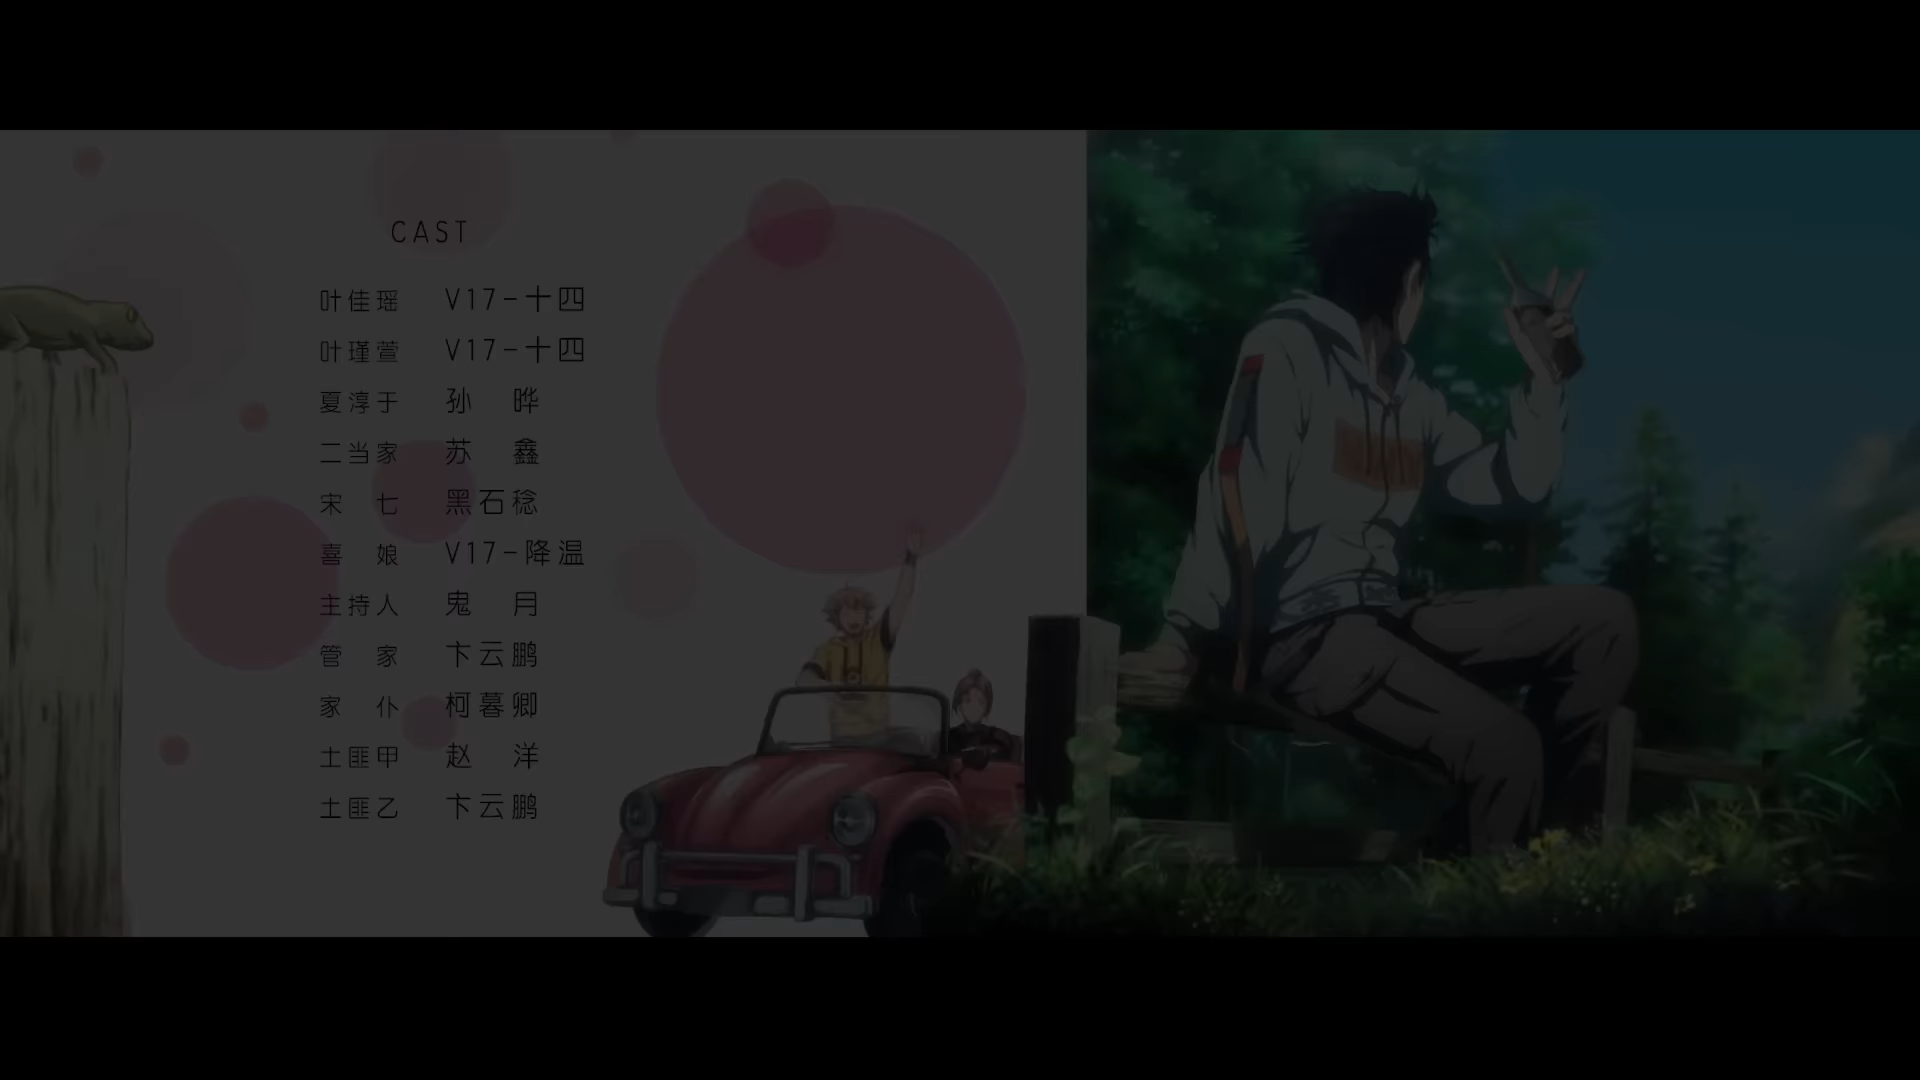 CAST
叶佳瑶 V17-十四
叶瑾萱 V17-十四
夏淳于 孙 晔
二当家 苏 鑫
宋 七 黑石稔
喜 娘 V17-降温
主持人 鬼 月
管 家 卞云鹏
家 仆 柯暮卿
土匪甲 赵 洋
土匪乙 卞云鹏